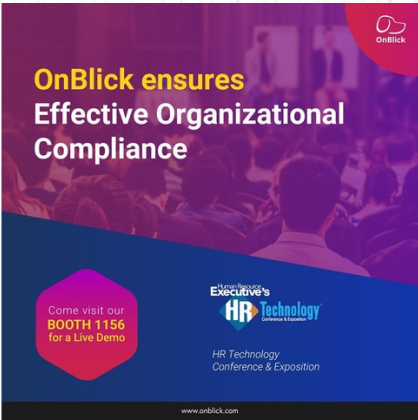 OnBlick
OnBlick ensures
Effective Organizational
Compliance
Come visit our
BOOTH 1156
for a Live Demo
Human Resource
Executive's
HR Technology
Conference & Exposition
HR Technology
Conference & Exposition
www.onblick.com